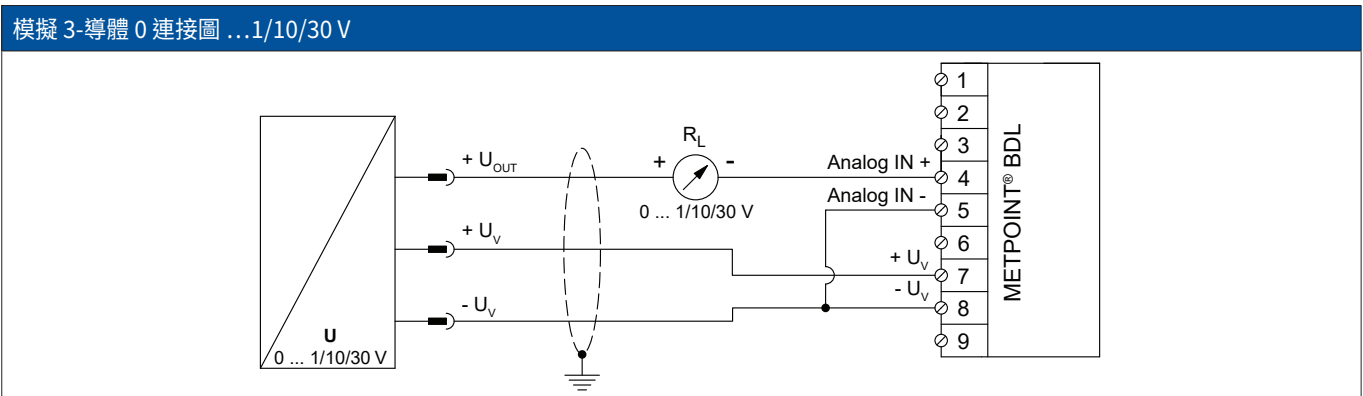 模擬 3-導體 0 連接圖 …1/10/30 V
+ U_OUT
+ U_V
- U_V
U
0 ... 1/10/30 V
R_L
+ -
0 ... 1/10/30 V
Analog IN +
Analog IN -
+ U_V
- U_V
1
2
3
4
5
6
7
8
9
METPOINT® BDL